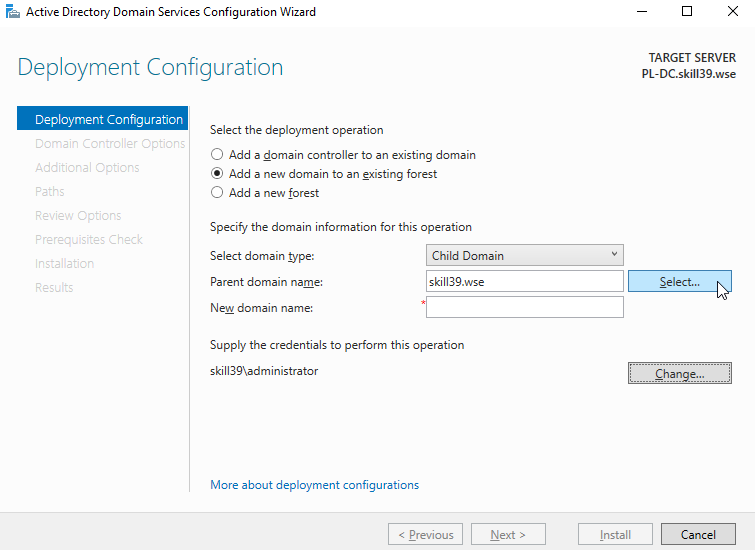 Active Directory Domain Services Configuration Wizard
Deployment Configuration
TARGET SERVER
PL-DC.skill39.wse
Deployment Configuration
Domain Controller Options
Additional Options
Paths
Review Options
Prerequisites Check
Installation
Results
Select the deployment operation
Add a domain controller to an existing domain
Add a new domain to an existing forest
Add a new forest
Specify the domain information for this operation
Select domain type: Child Domain
Parent domain name: skill39.wse Select...
New domain name: *
Supply the credentials to perform this operation
skill39\administrator Change...
More about deployment configurations
< Previous Next > Install Cancel